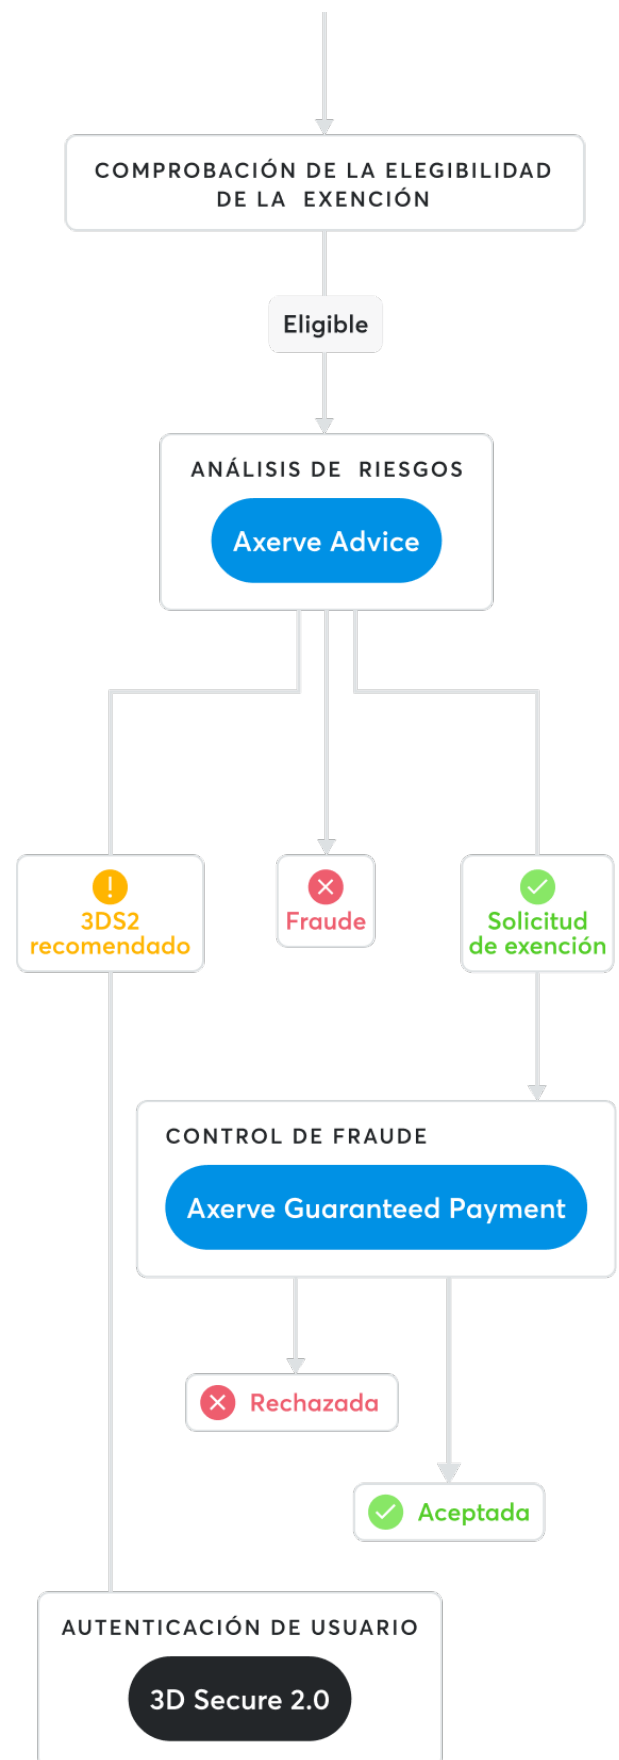 COMPROBACIÓN DE LA ELEGIBILIDAD
DE LA EXENCIÓN
Eligible
ANÁLISIS DE RIESGOS
Axerve Advice
3DS2
recomendado
Fraude
Solicitud
de exención
CONTROL DE FRAUDE
Axerve Guaranteed Payment
Rechazada
Aceptada
AUTENTICACIÓN DE USUARIO
3D Secure 2.0